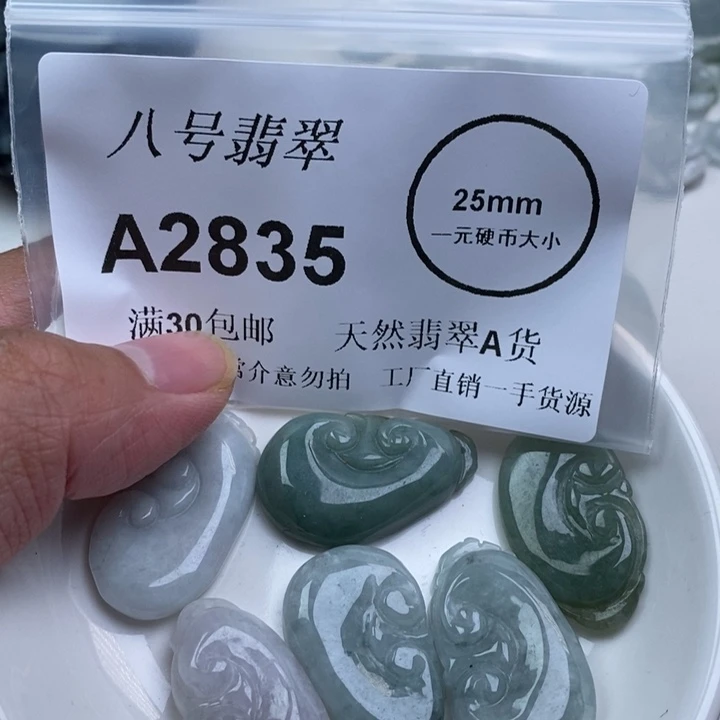 八号翡翠
25mm
一元硬币大小
A2835
满30包邮 天然翡翠A货
介意勿拍 工厂直销一手货源